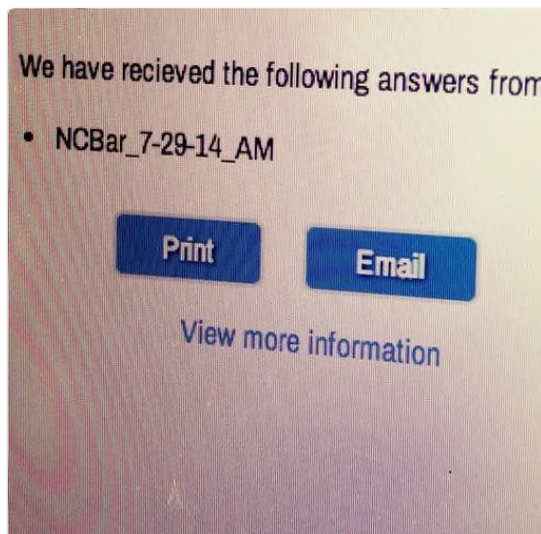 We have recieved the following answers from
• NCBar_7-29-14_AM
Print
Email
View more information